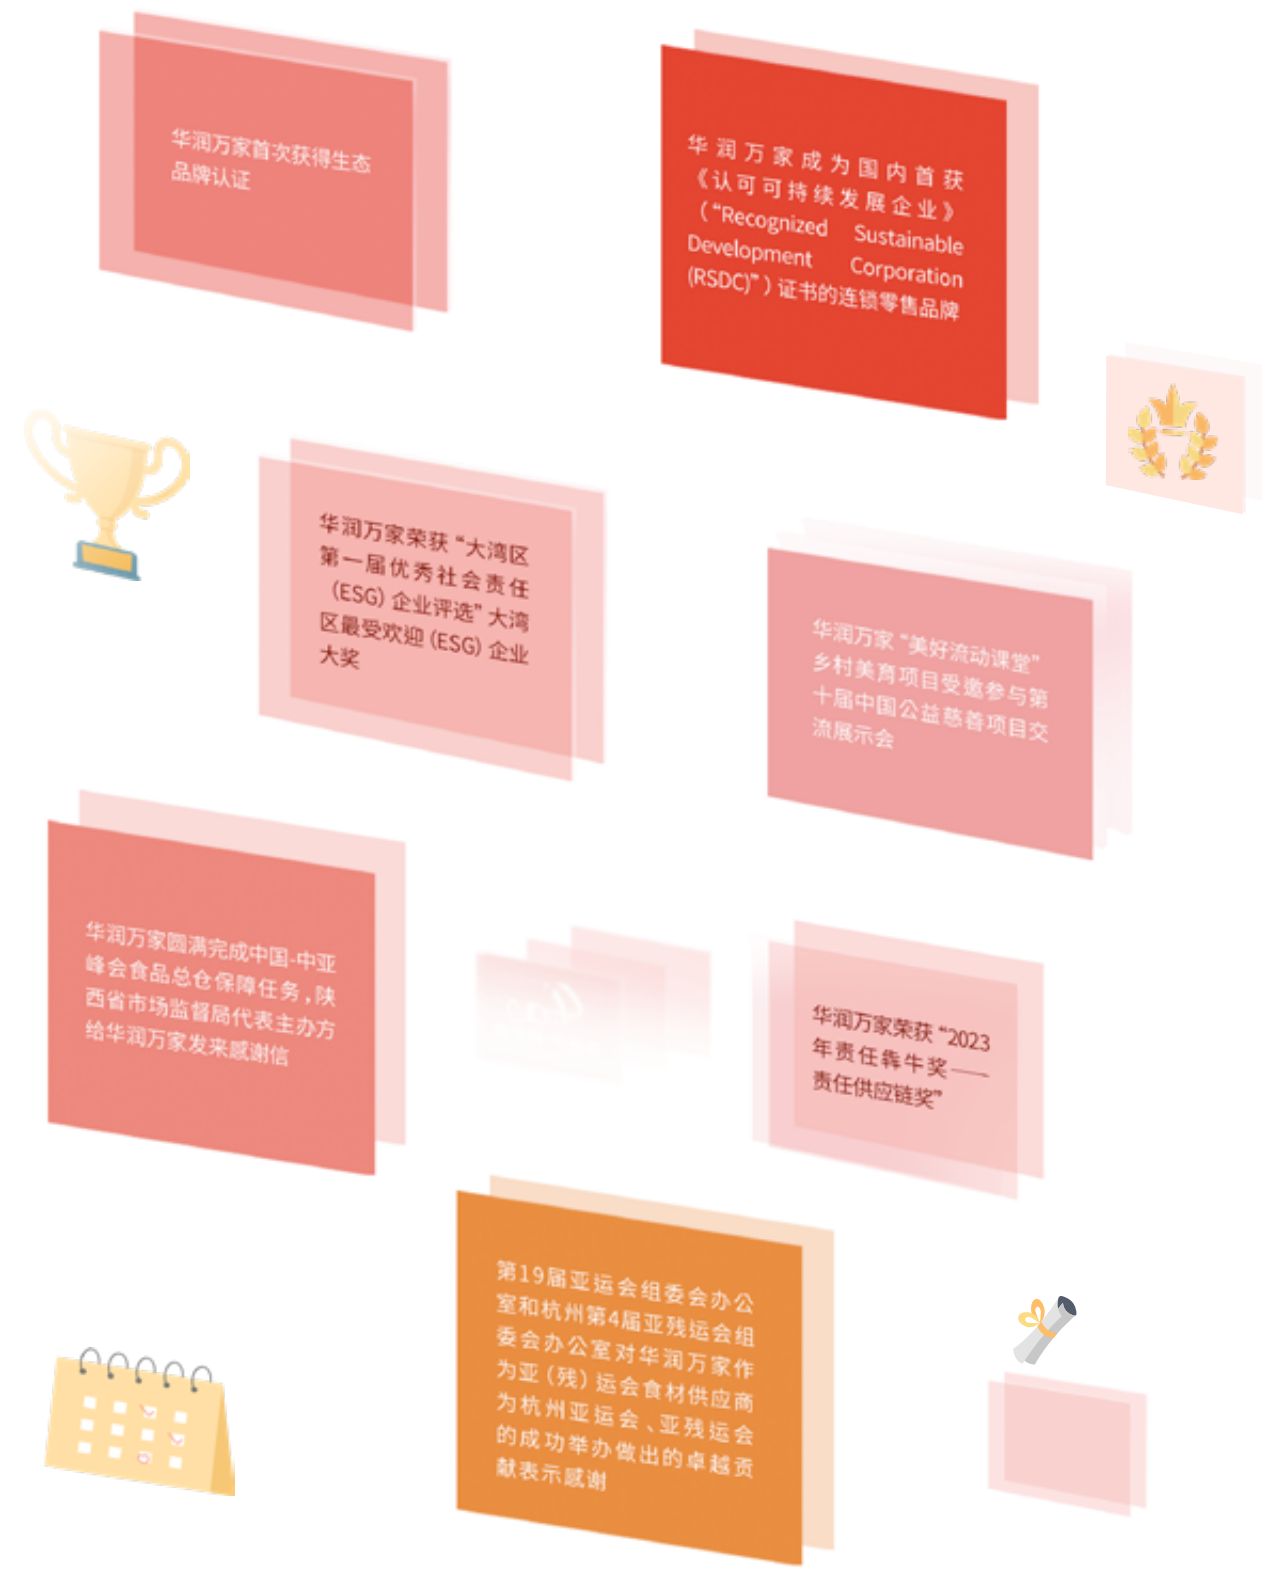 华润万家首次获得生态
品牌认证
华润万家成为国内首获
《认可可持续发展企业》
（“Recognized Sustainable
Development Corporation
(RSDC)”）证书的连锁零售品牌
华润万家荣获“大湾区
第一届优秀社会责任
（ESG）企业评选”大湾
区最受欢迎（ESG）企业
大奖
华润万家“美好流动课堂”
乡村美育项目受邀参与第
十届中国公益慈善项目交
流展示会
华润万家圆满完成中国-中亚
峰会食品总仓保障任务，陕
西省市场监督局代表主办方
给华润万家发来感谢信
华润万家荣获“2023
年责任犇牛奖——
责任供应链奖”
第19届亚运会组委会办公
室和杭州第4届亚残运会组
委会办公室对华润万家作
为亚（残）运会食材供应商
为杭州亚运会、亚残运会
的成功举办做出的卓越贡
献表示感谢